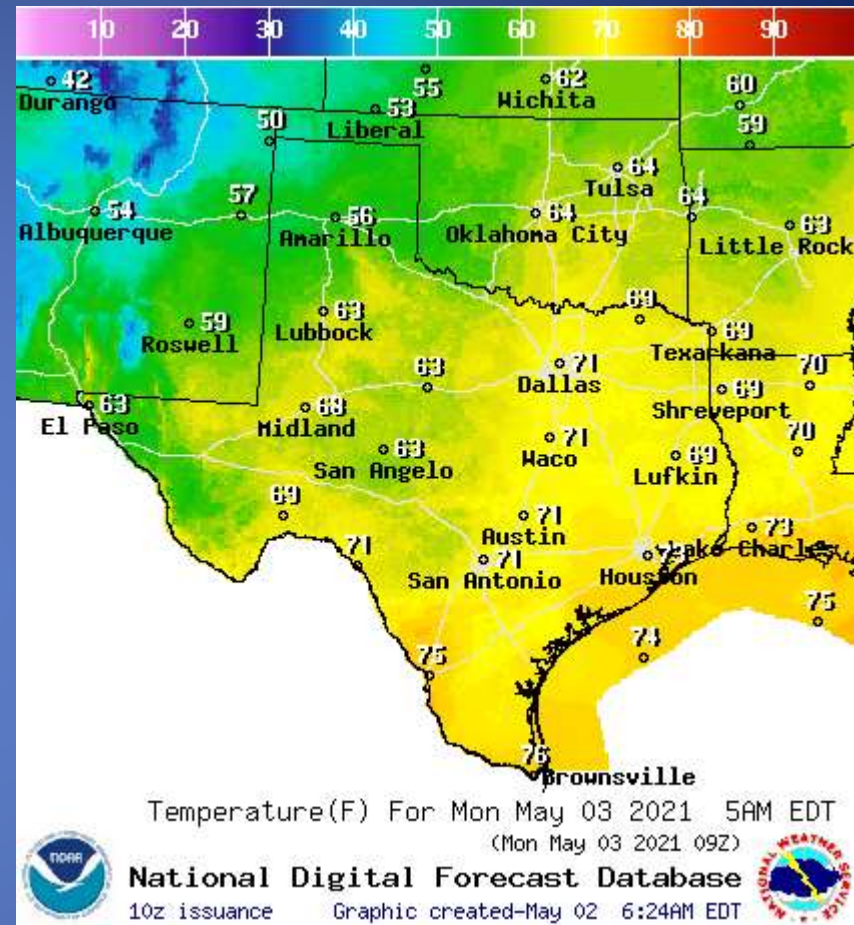 10 20 30 40 50 60 70 80 90
42 Durango
55
62 Wichita
53 Liberal
60
50
59
64 Tulsa
54 Albuquerque
57
56 Amarillo
64 Oklahoma City
64
63 Little Rock
59 Roswell
63 Lubbock
69
69 Texarkana
71 Dallas
63
69 Shreveport
70
63 El Paso
69 Midland
63 San Angelo
71 Waco
69 Lufkin
70
69
71 Austin
73 Lake
71
71 San Antonio
Houston
75
74
75
76 Brownsville
Temperature(F) For Mon May 03 2021 5AM EDT
(Mon May 03 2021 09Z)
NOAA
National Digital Forecast Database
10z issuance Graphic created-May 02 6:24AM EDT
NATIONAL WEATHER SERVICE